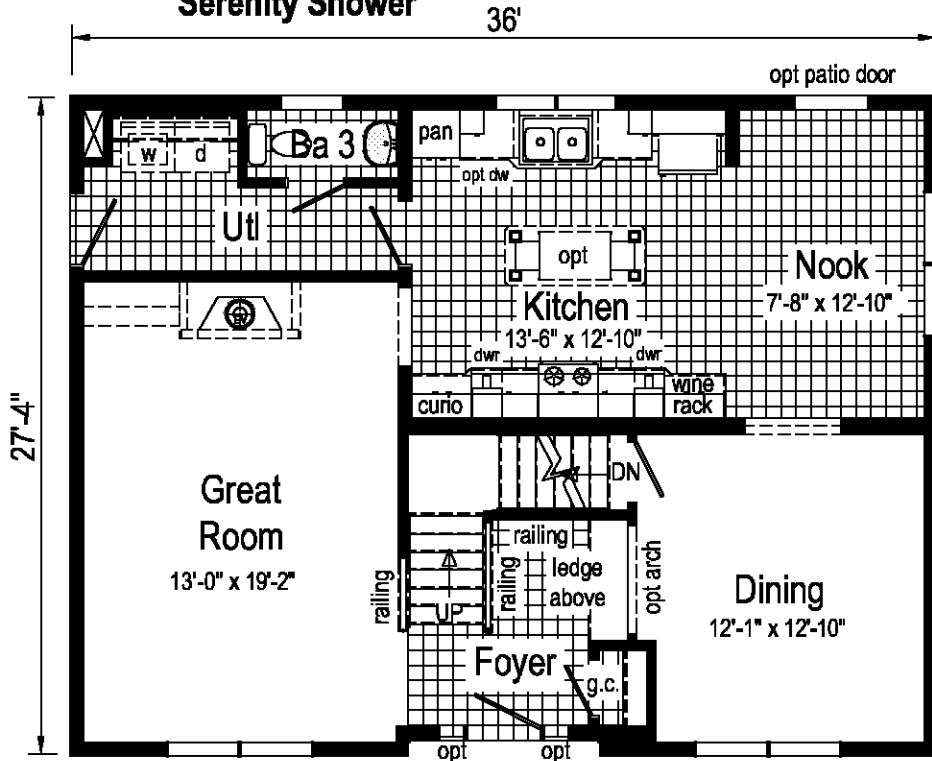 Serenity Shower
36'
opt patio door
pan
w
d
Ba 3
opt dw
Utl
opt
Nook
7'-8" x 12'-10"
Kitchen
13'-6" x 12'-10"
dwr
dwr
curio
wine
rack
27'-4"
DN
Great
Room
13'-0" x 19'-2"
railing
railing
railing
ledge
above
opt arch
UP
Dining
12'-1" x 12'-10"
Foyer
g.c.
opt
opt